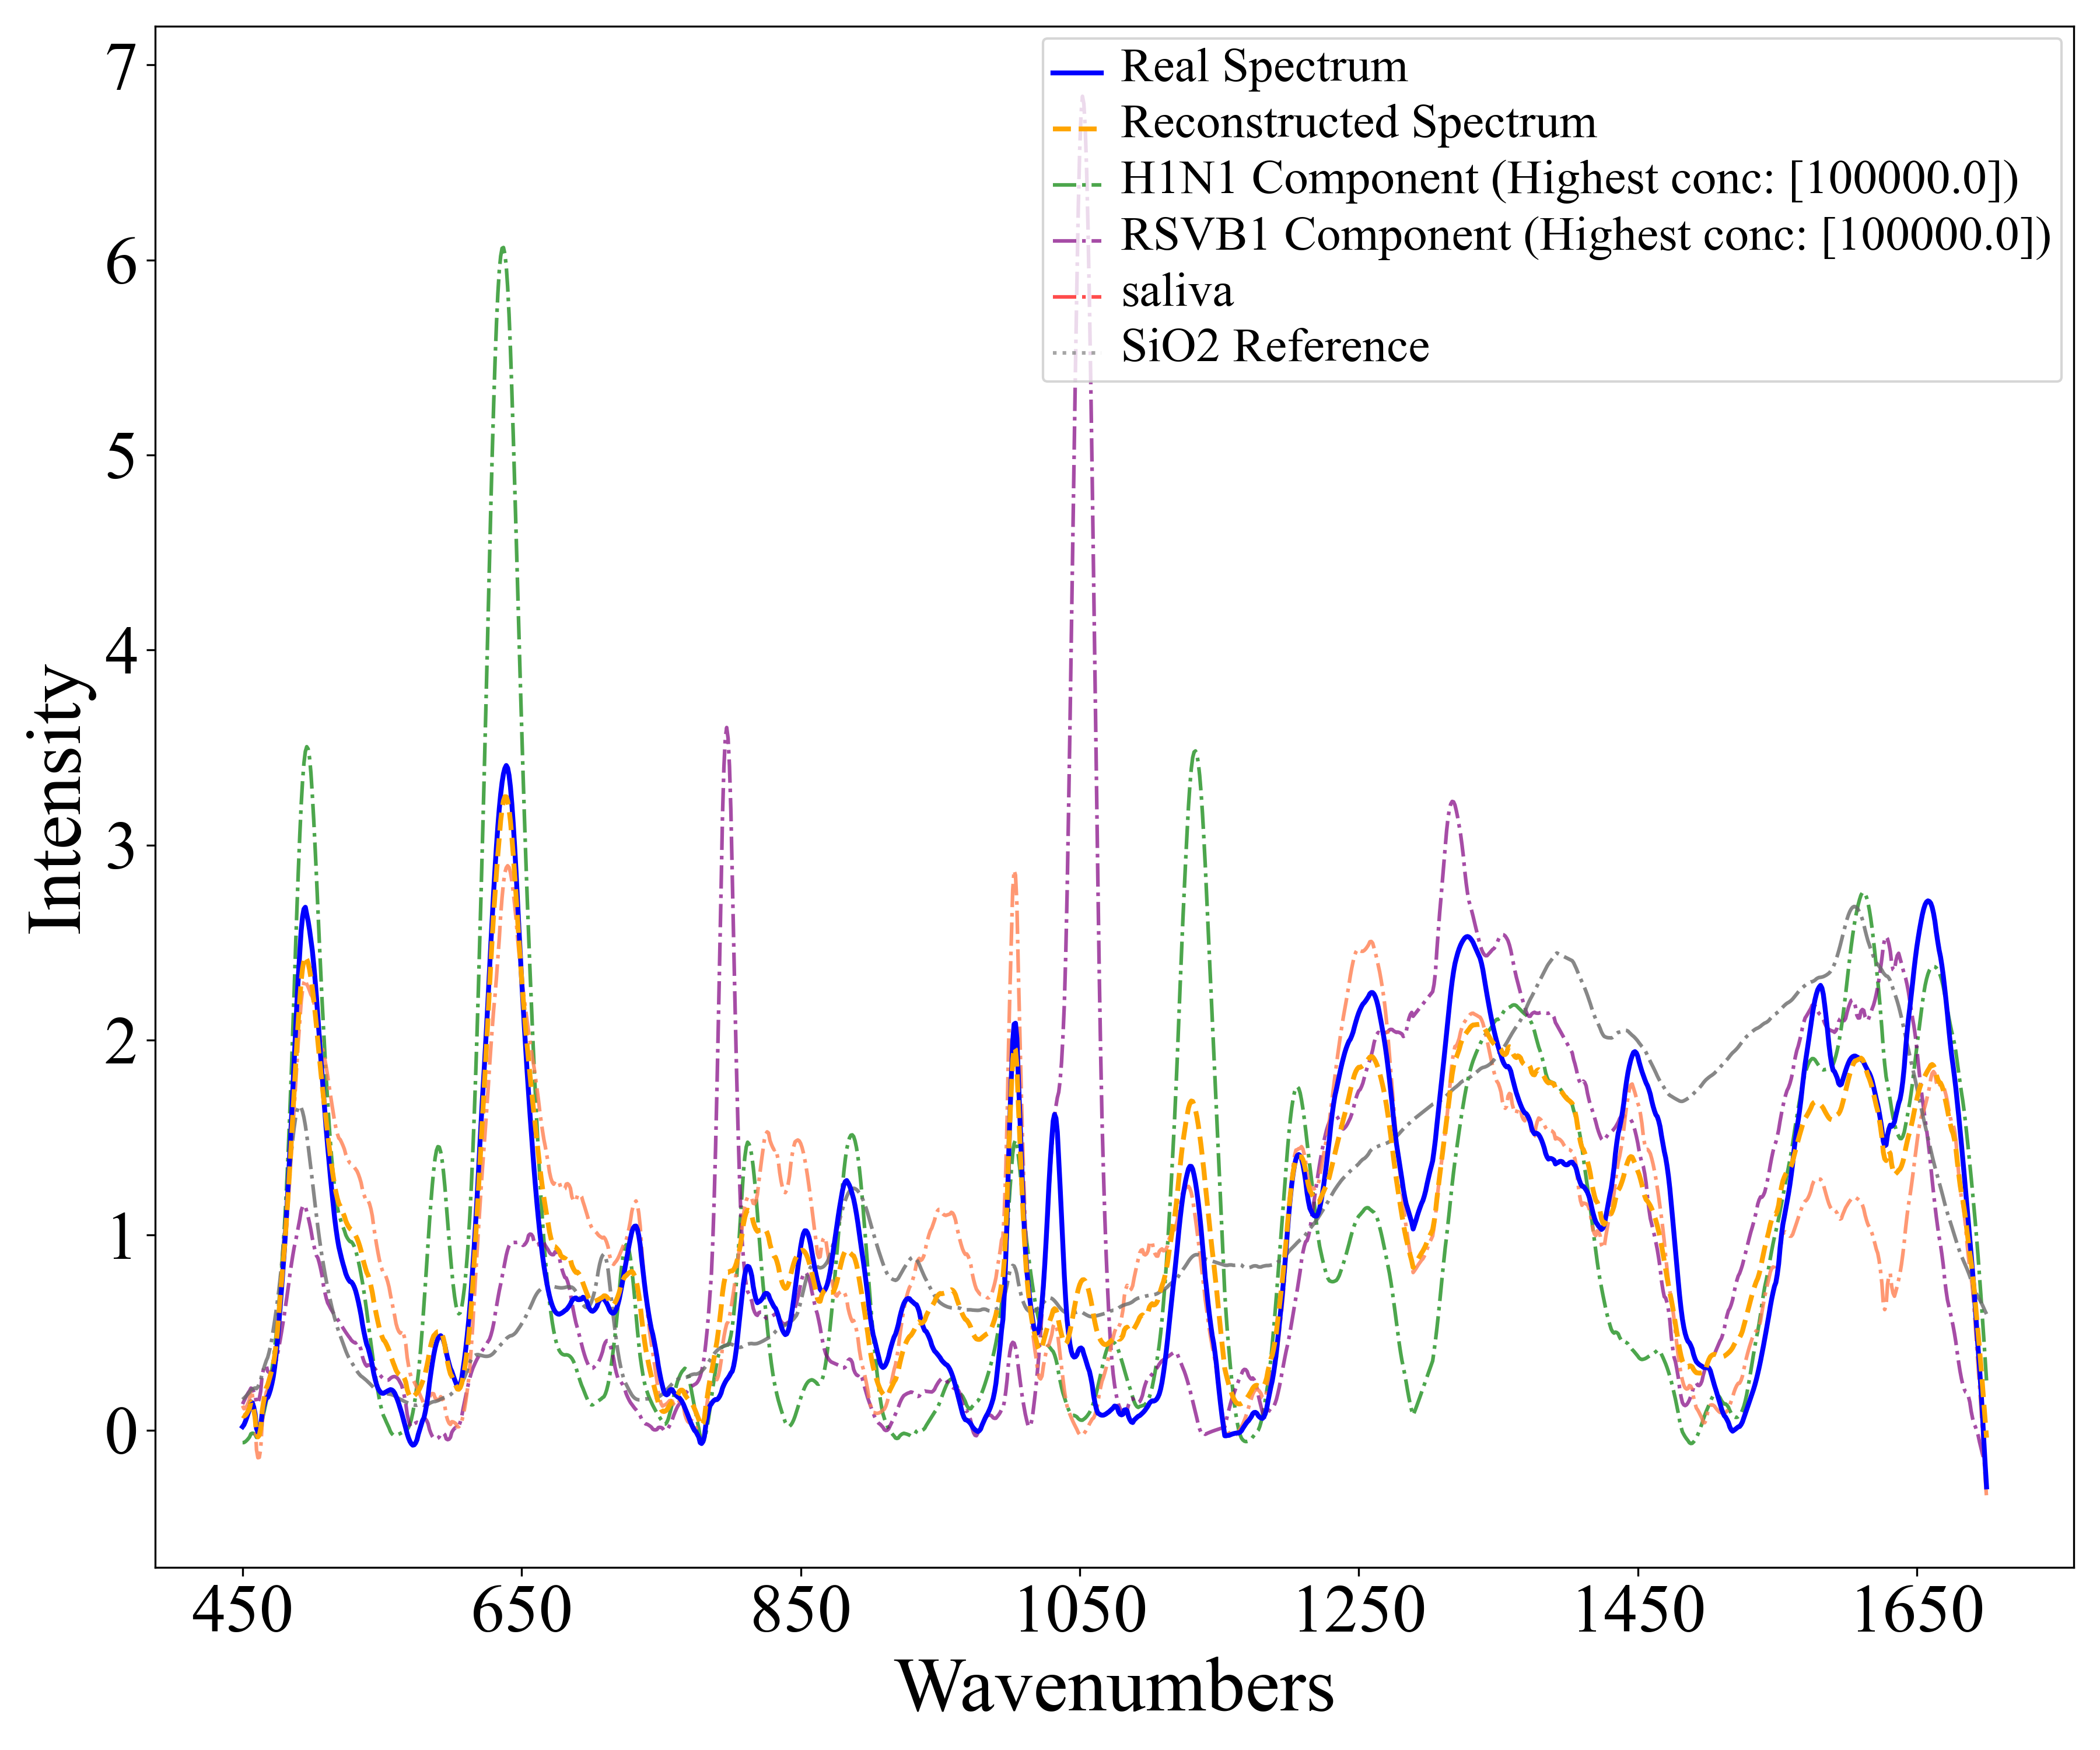 Real Spectrum
Reconstructed Spectrum
H1N1 Component (Highest conc: [100000.0])
RSVB1 Component (Highest conc: [100000.0])
saliva
SiO2 Reference
7
6
5
4
3
2
1
0
Intensity
450 650 850 1050 1250 1450 1650
Wavenumbers